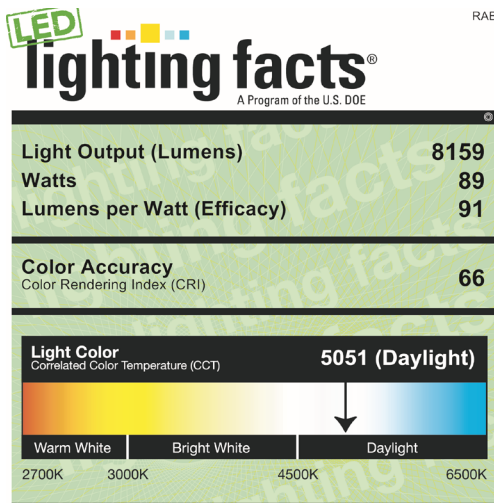 RAB
LED
lighting facts®
A Program of the U.S. DOE
Light Output (Lumens) 8159
Watts 89
Lumens per Watt (Efficacy) 91
Color Accuracy
Color Rendering Index (CRI) 66
Light Color
Correlated Color Temperature (CCT) 5051 (Daylight)
Warm White Bright White Daylight
2700K 3000K 4500K 6500K